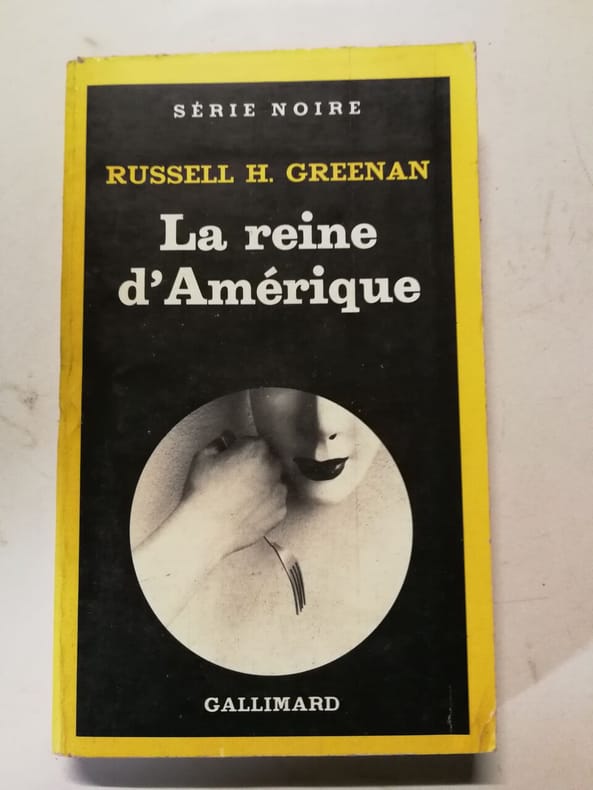 SÉRIE NOIRE
RUSSELL H. GREENAN
La reine
d'Amérique
GALLIMARD